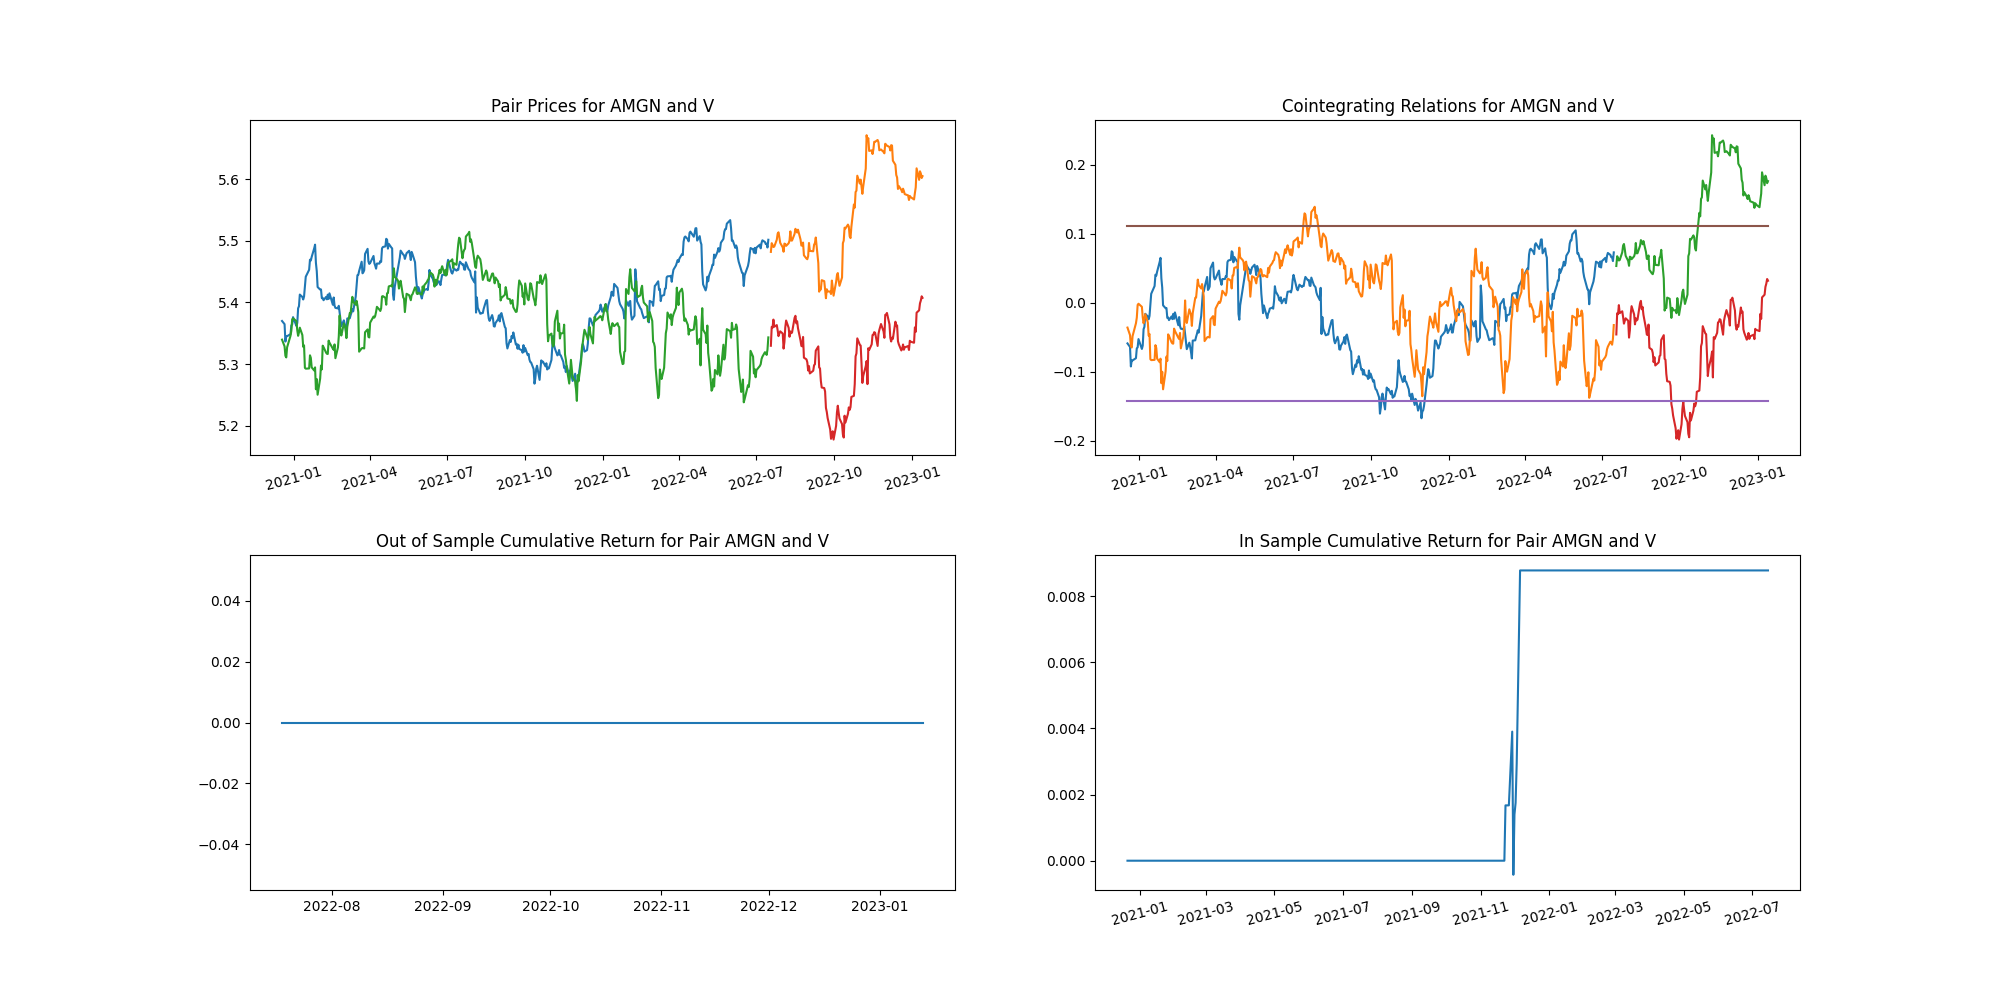 Pair Prices for AMGN and V
5.6
5.5
5.4
5.3
5.2
2021-01 2021-04 2021-07 2021-10 2022-01 2022-04 2022-07 2022-10 2023-01
Cointegrating Relations for AMGN and V
0.2
0.1
0.0
−0.1
−0.2
2021-01 2021-04 2021-07 2021-10 2022-01 2022-04 2022-07 2022-10 2023-01
Out of Sample Cumulative Return for Pair AMGN and V
0.04
0.02
0.00
−0.02
−0.04
2022-08 2022-09 2022-10 2022-11 2022-12 2023-01
In Sample Cumulative Return for Pair AMGN and V
0.008
0.006
0.004
0.002
0.000
2021-01 2021-03 2021-05 2021-07 2021-09 2021-11 2022-01 2022-03 2022-05 2022-07